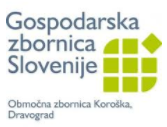 Gospodarska
zbornica
Slovenije
Območna zbornica Koroška,
Dravograd